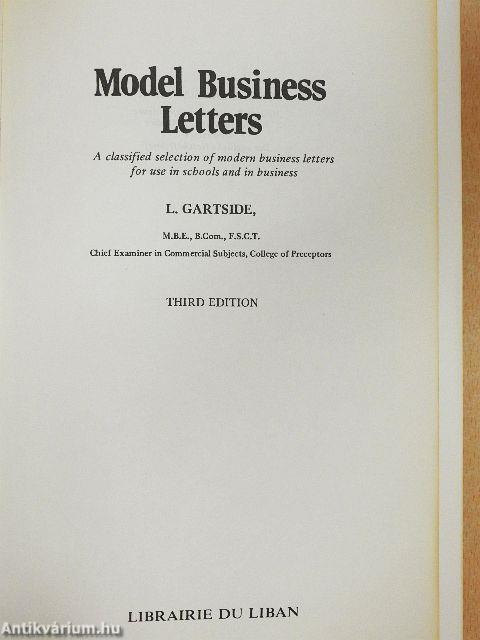 Model Business
Letters
A classified selection of modern business letters
for use in schools and in business
L. GARTSIDE,
M.B.E., B.Com., F.S.C.T.
Chief Examiner in Commercial Subjects, College of Preceptors
THIRD EDITION
LIBRAIRIE DU LIBAN
Antikvárium.hu